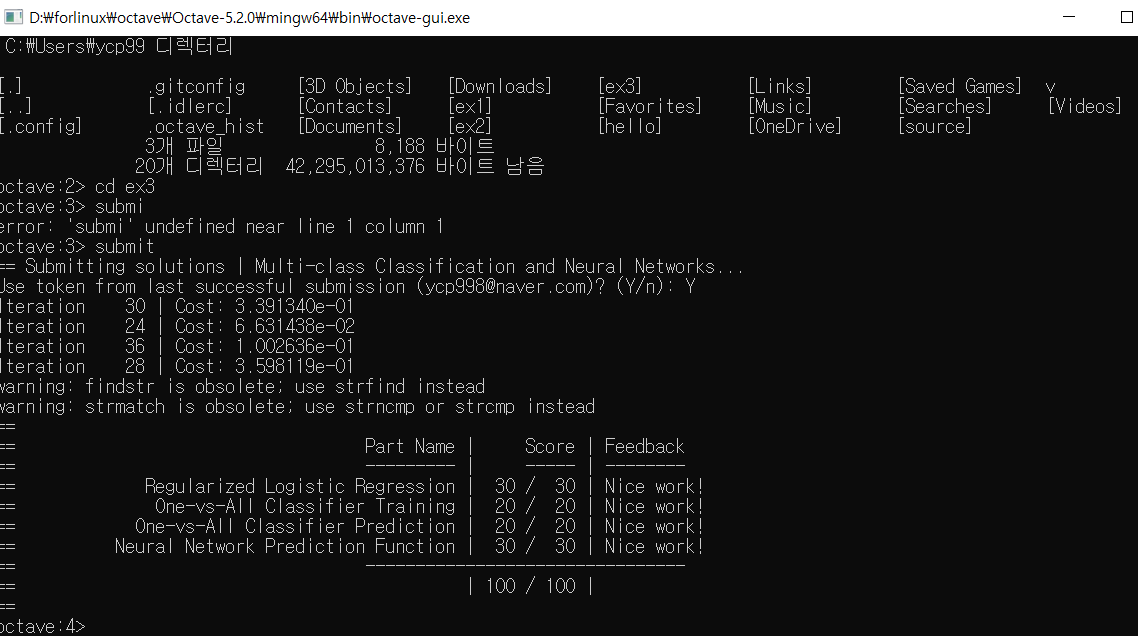 D:₩forlinux₩octave₩Octave-5.2.0₩mingw64₩bin₩octave-gui.exe
C:₩Users₩ycp99 디렉터리
[.] .gitconfig [3D Objects] [Downloads] [ex3] [Links] [Saved Games] v
[..] [.idlerc] [Contacts] [ex1] [Favorites] [Music] [Searches] [Videos]
[.config] .octave_hist [Documents] [ex2] [hello] [OneDrive] [source]
3개 파일 8,188 바이트
20개 디렉터리 42,295,013,376 바이트 남음
octave:2> cd ex3
octave:3> submi
error: 'submi' undefined near line 1 column 1
octave:3> submit
== Submitting solutions | Multi-class Classification and Neural Networks...
Use token from last successful submission (ycp998@naver.com)? (Y/n): Y
Iteration 30 | Cost: 3.391340e-01
Iteration 24 | Cost: 6.631438e-02
Iteration 36 | Cost: 1.002636e-01
Iteration 28 | Cost: 3.598119e-01
warning: findstr is obsolete; use strfind instead
warning: strmatch is obsolete; use strncmp or strcmp instead
==
== Part Name | Score | Feedback
== --------- | ----- | --------
== Regularized Logistic Regression | 30 / 30 | Nice work!
== One-vs-All Classifier Training | 20 / 20 | Nice work!
== One-vs-All Classifier Prediction | 20 / 20 | Nice work!
== Neural Network Prediction Function | 30 / 30 | Nice work!
== --------------------------------
== | 100 / 100 |
==
octave:4>